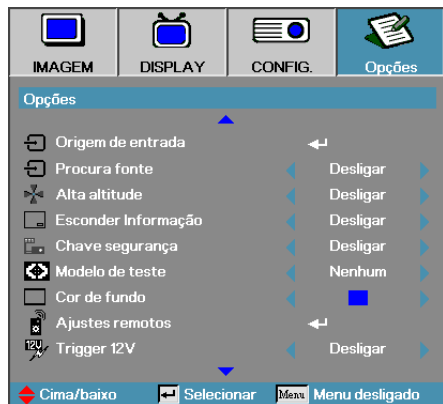 IMAGEM DISPLAY CONFIG. Opções
Opções
Origem de entrada
Procura fonte Desligar
Alta altitude Desligar
Esconder Informação Desligar
Chave segurança Desligar
Modelo de teste Nenhum
Cor de fundo
Ajustes remotos
12V Trigger 12V Desligar
Cima/baixo Selecionar Menu Menu desligado